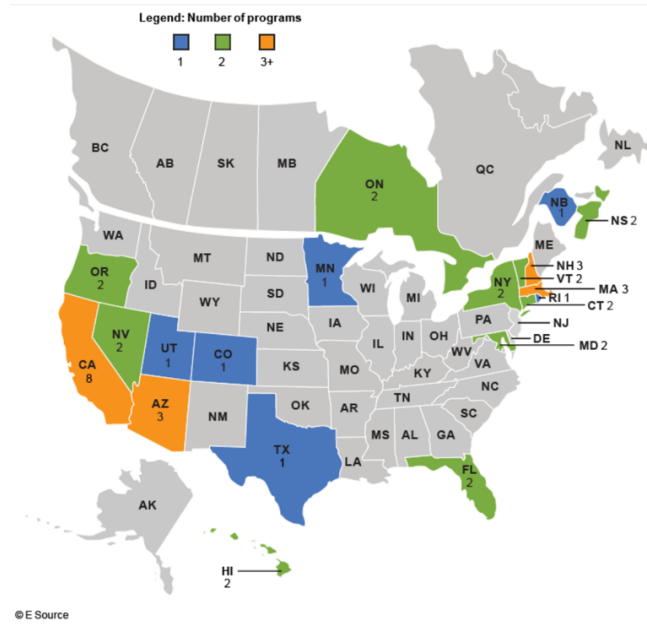 Legend: Number of programs
1 2 3+
BC
AB
SK
MB
ON
2
QC
NL
NB
1
NS 2
WA
MT
ND
MN
1
ME
OR
2
ID
SD
WI
MI
NY
2
NH 3
VT 2
MA 3
RI 1
CT 2
WY
IA
PA
NJ
NV
2
NE
IL
IN
OH
DE
MD 2
CA
8
UT
1
CO
1
KS
MO
WV
VA
KY
NC
AZ
3
NM
OK
AR
TN
SC
MS
AL
GA
TX
1
LA
FL
2
AK
HI
2
© E Source